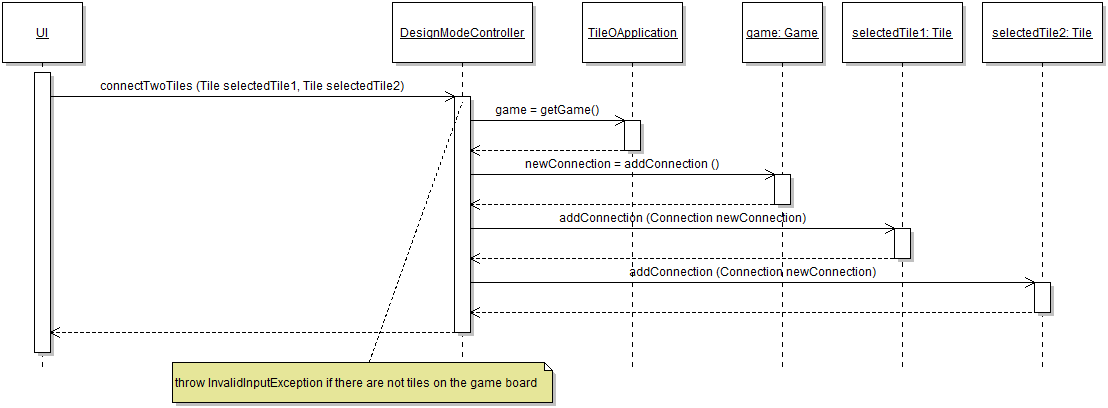 UI
DesignModeController
TileOApplication
game: Game
selectedTile1: Tile
selectedTile2: Tile
connectTwoTiles (Tile selectedTile1, Tile selectedTile2)
game = getGame()
newConnection = addConnection ()
addConnection (Connection newConnection)
addConnection (Connection newConnection)
throw InvalidInputException if there are not tiles on the game board